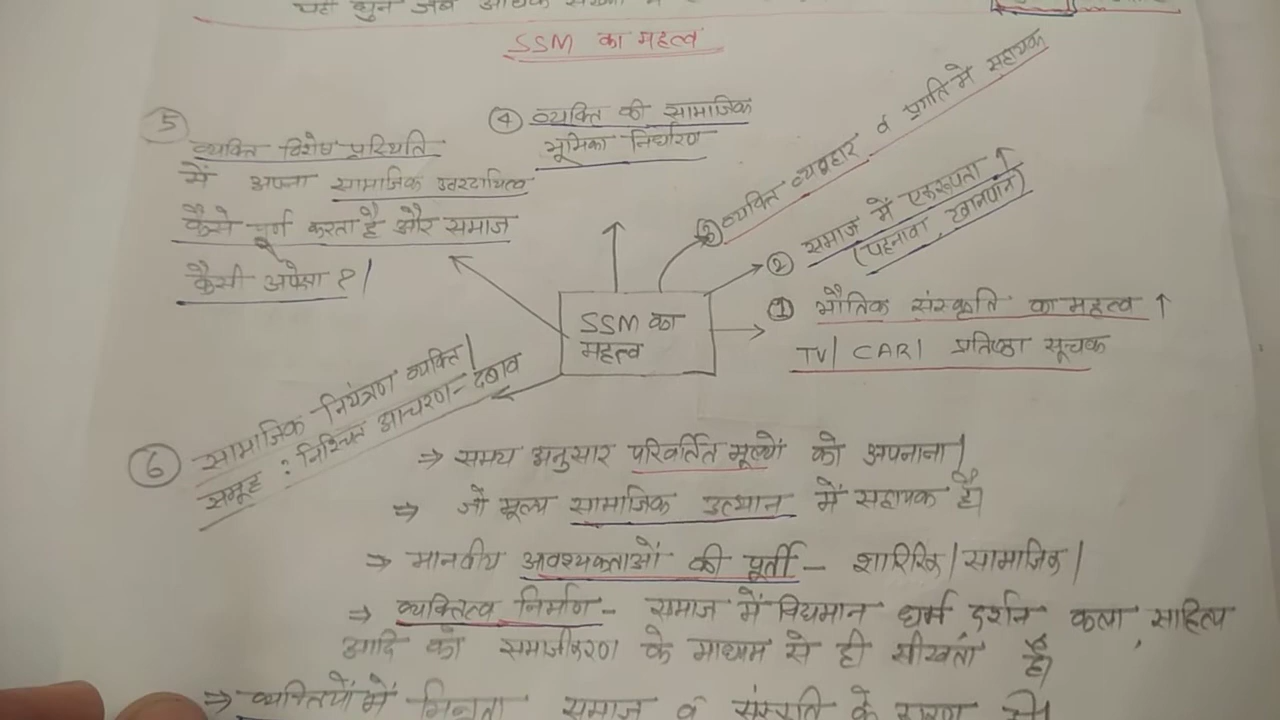 SSM का महत्व
⑤
व्यक्ति विशेष परिस्थति
में अपना सामाजिक उत्तरदायित्व
कैसे पूर्ण करता है और समाज
कैसी अपेक्षा ?|
④ व्यक्ति की सामाजिक
भूमिका निर्धारण
③ व्यक्ति व्यवहार व प्रगति में सहायक
② समाज में एकरूपता ↑
(पहनावा, खानपान)
① भौतिक संस्कृति का महत्व ↑
TV| CAR| प्रतिष्ठा सूचक
SSM का
महत्व
⑥ सामाजिक नियंत्रण व्यक्ति|
समूह : निश्चित आचरण - दबाव
⇒ समय अनुसार परिवर्तित मूल्यों को अपनाना|
⇒ जो मूल्य सामाजिक उत्थान में सहायक है|
⇒ मानवीय आवश्यकताओं की पूर्ती - शारिरिक| सामाजिक|
⇒ व्यक्तित्व निर्माण - समाज में विद्यमान धर्म, दर्शन कला, साहित्य
आदि को समाजीकरण के माध्यम से ही सीखता है|
⇒ व्यक्तियों में भिन्नता समाज व संस्कृति के कारण